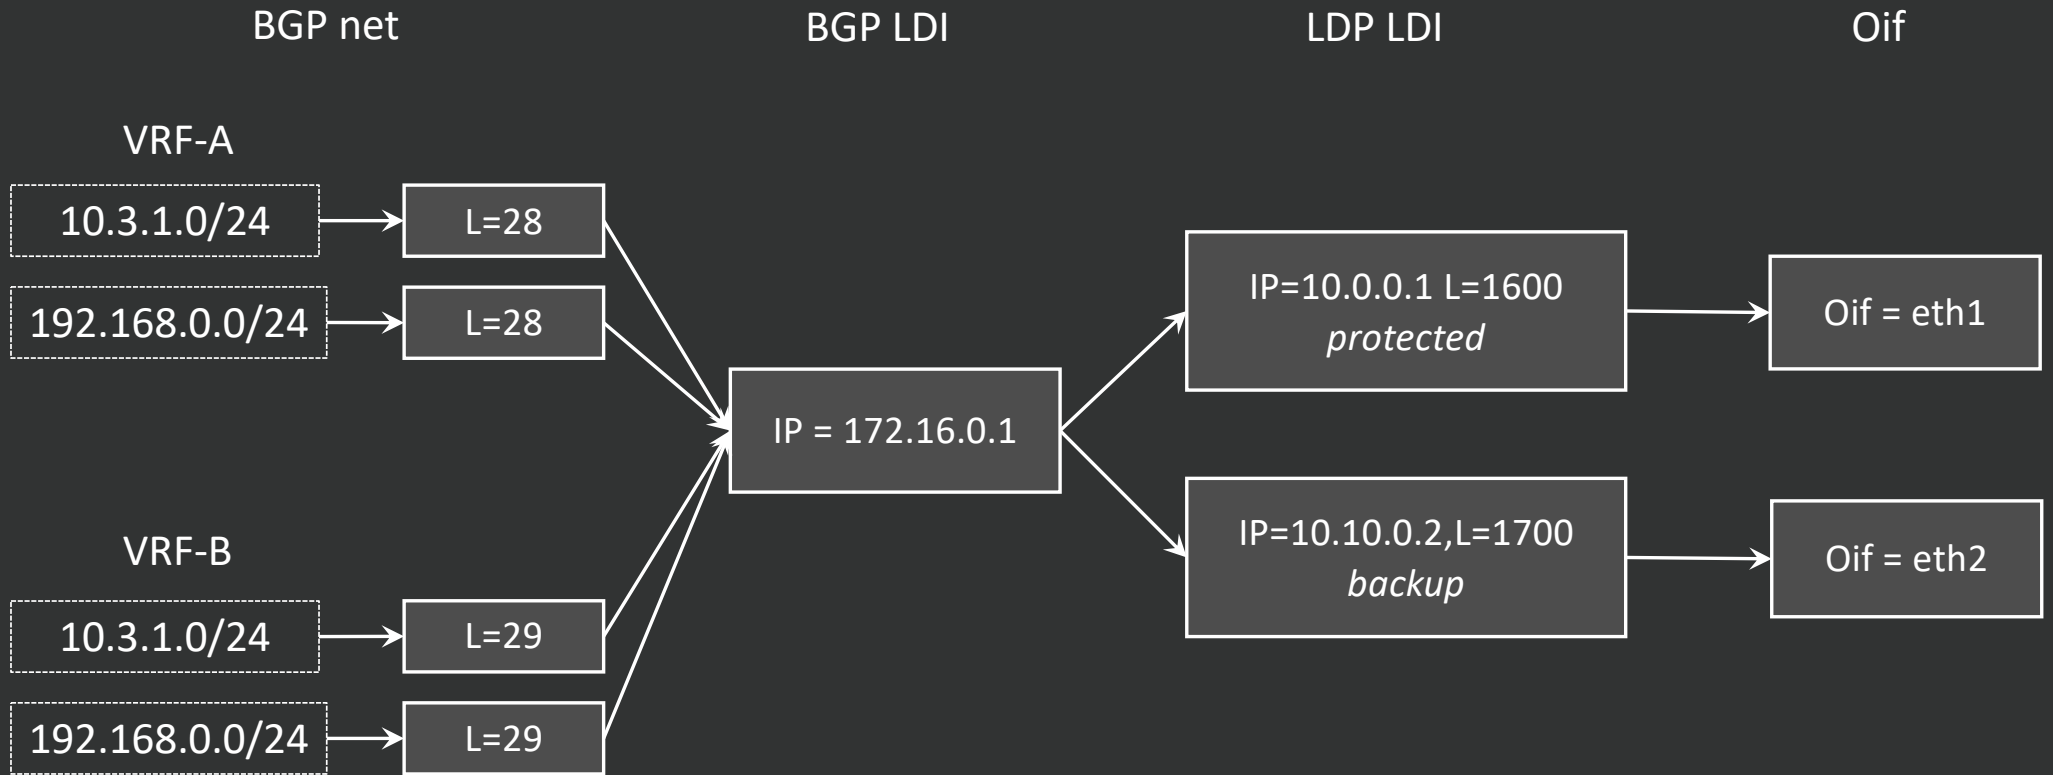 BGP net
BGP LDI
LDP LDI
Oif
VRF-A
10.3.1.0/24
L=28
192.168.0.0/24
L=28
IP = 172.16.0.1
IP=10.0.0.1 L=1600
protected
Oif = eth1
IP=10.10.0.2,L=1700
backup
Oif = eth2
VRF-B
10.3.1.0/24
L=29
192.168.0.0/24
L=29